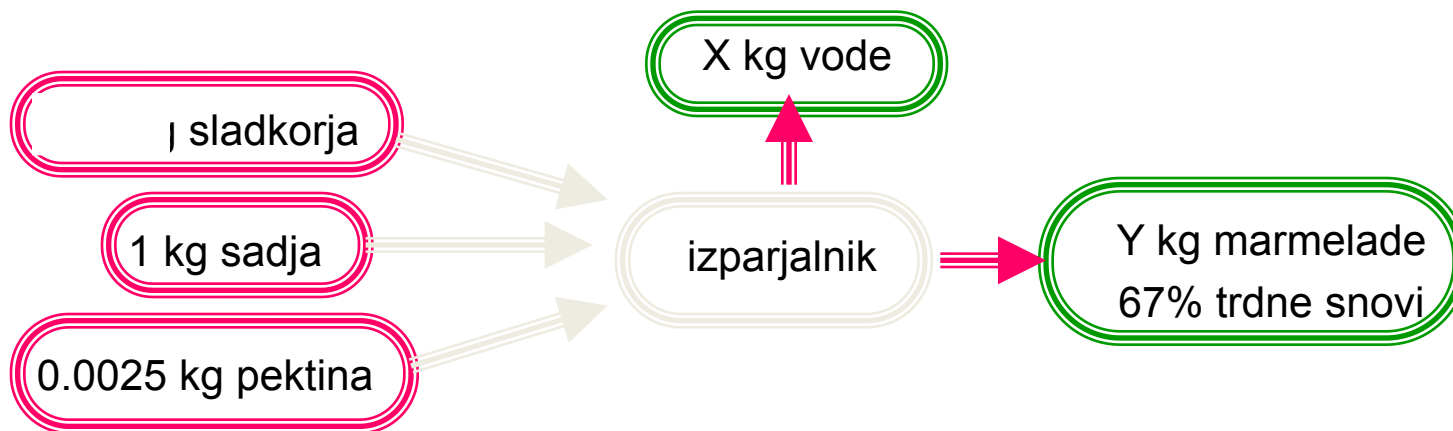 X kg vode
sladkorja
1 kg sadja
izparjalnik
Y kg marmelade
67% trdne snovi
0.0025 kg pektina